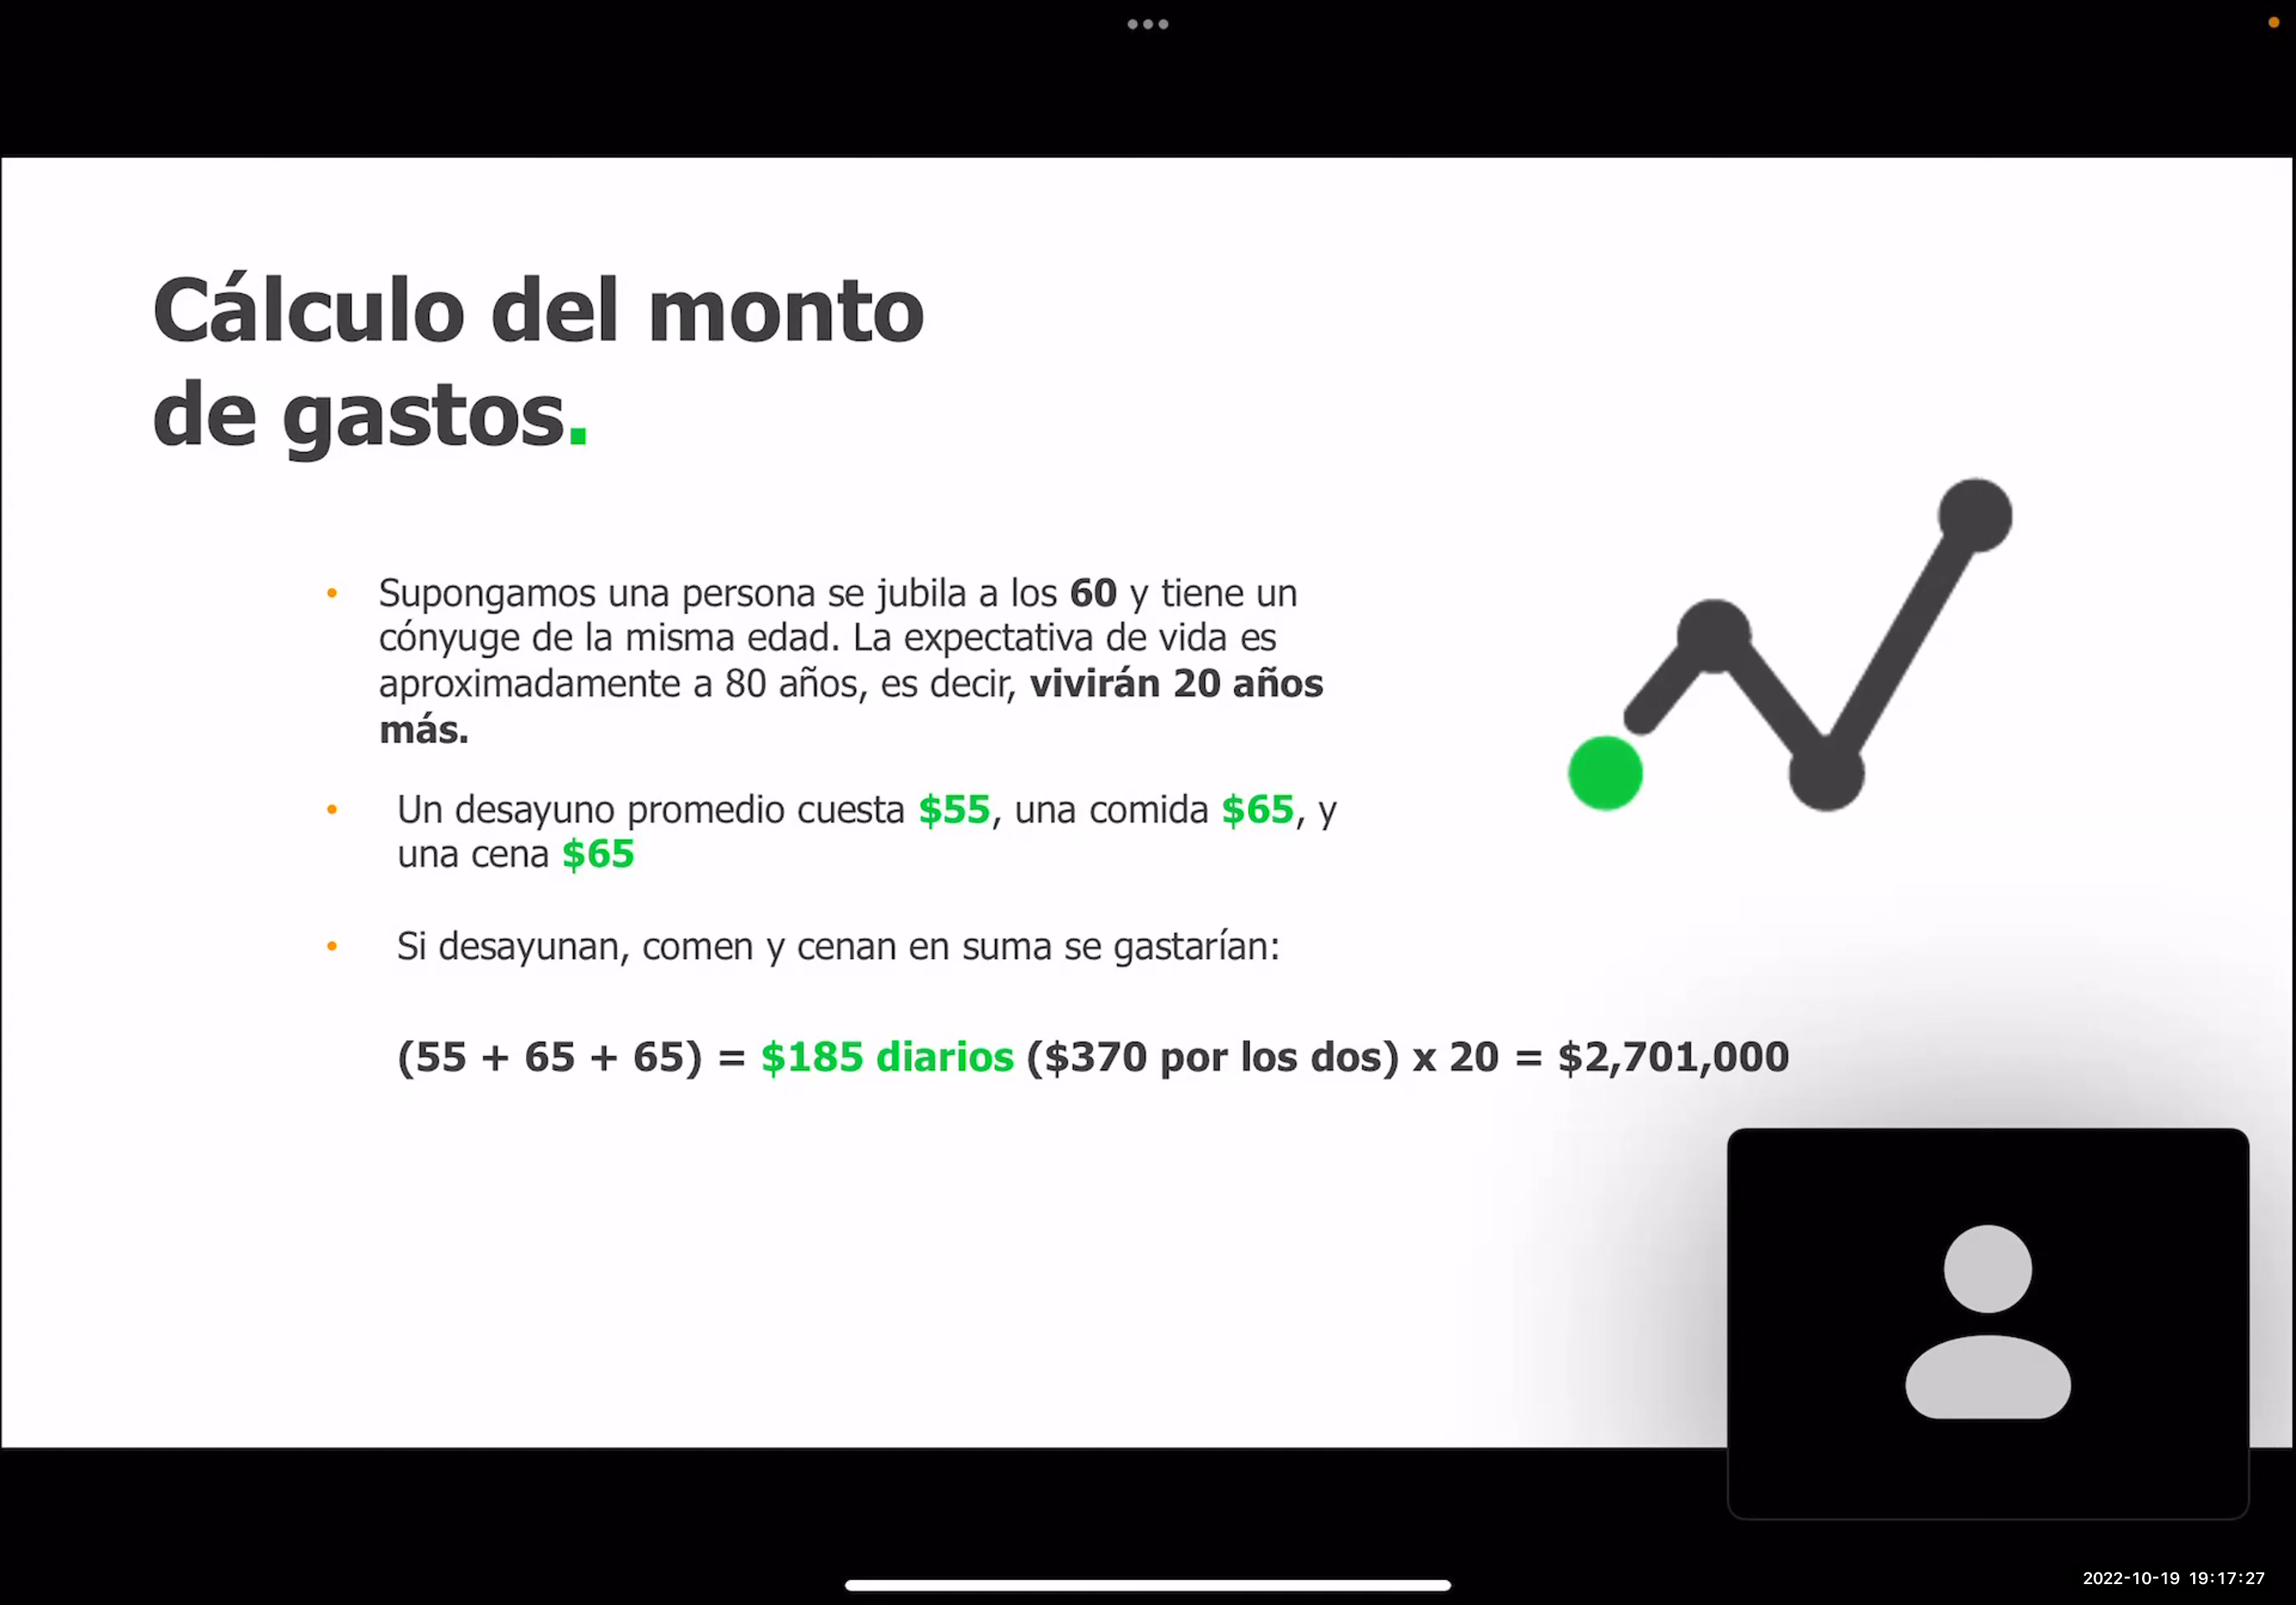 Cálculo del monto
de gastos.
• Supongamos una persona se jubila a los 60 y tiene un
cónyuge de la misma edad. La expectativa de vida es
aproximadamente a 80 años, es decir, vivirán 20 años
más.
• Un desayuno promedio cuesta $55, una comida $65, y
una cena $65
• Si desayunan, comen y cenan en suma se gastarían:
(55 + 65 + 65) = $185 diarios ($370 por los dos) x 20 = $2,701,000
2022-10-19 19:17:27